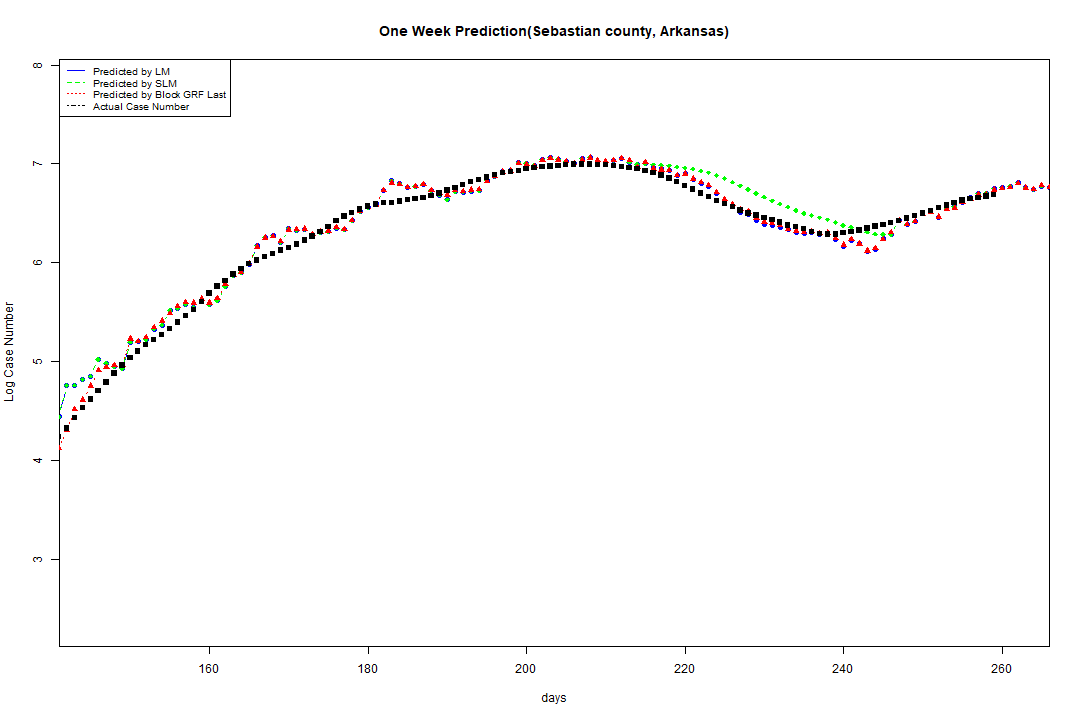 One Week Prediction(Sebastian county, Arkansas)
Predicted by LM
Predicted by SLM
Predicted by Block GRF Last
Actual Case Number
8
7
6
5
4
3
Log Case Number
160 180 200 220 240 260
days